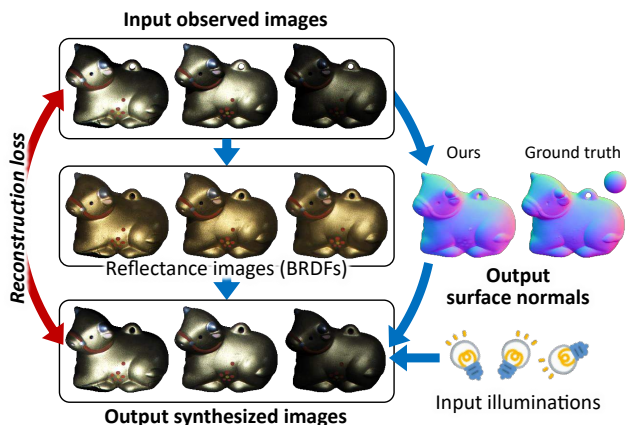 Input observed images
Reconstruction loss
Ours
Ground truth
Reflectance images (BRDFs)
Output
surface normals
Input illuminations
Output synthesized images